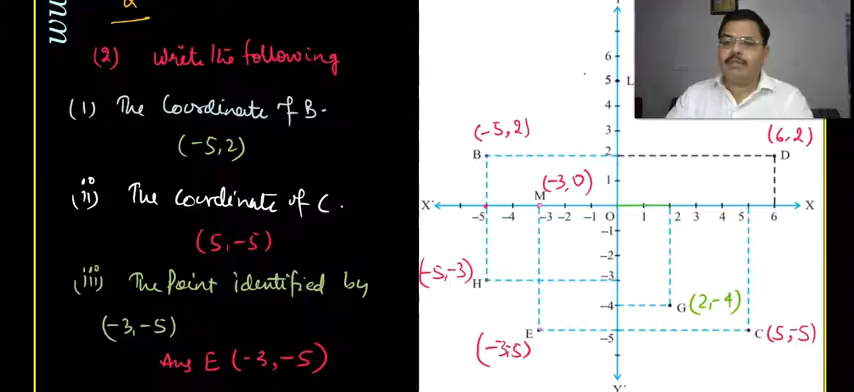 (2) Write the following
(i) The Coordinate of B.
(-5,2)
(ii) The Coordinate of C.
(5,-5)
(iii) The Point identified by
(-3,-5)
Ans E (-3,-5)
6
5 L
4
3
(-5,2) (6,2)
B 2 D
1
M (-3,0)
X' -5 -4 -3 -2 -1 O 1 2 3 4 5 6 X
-1
-2
(-5,-3) H -3
-4 G (2,-4)
E -5 C (5,-5)
(-3-5)
Y'